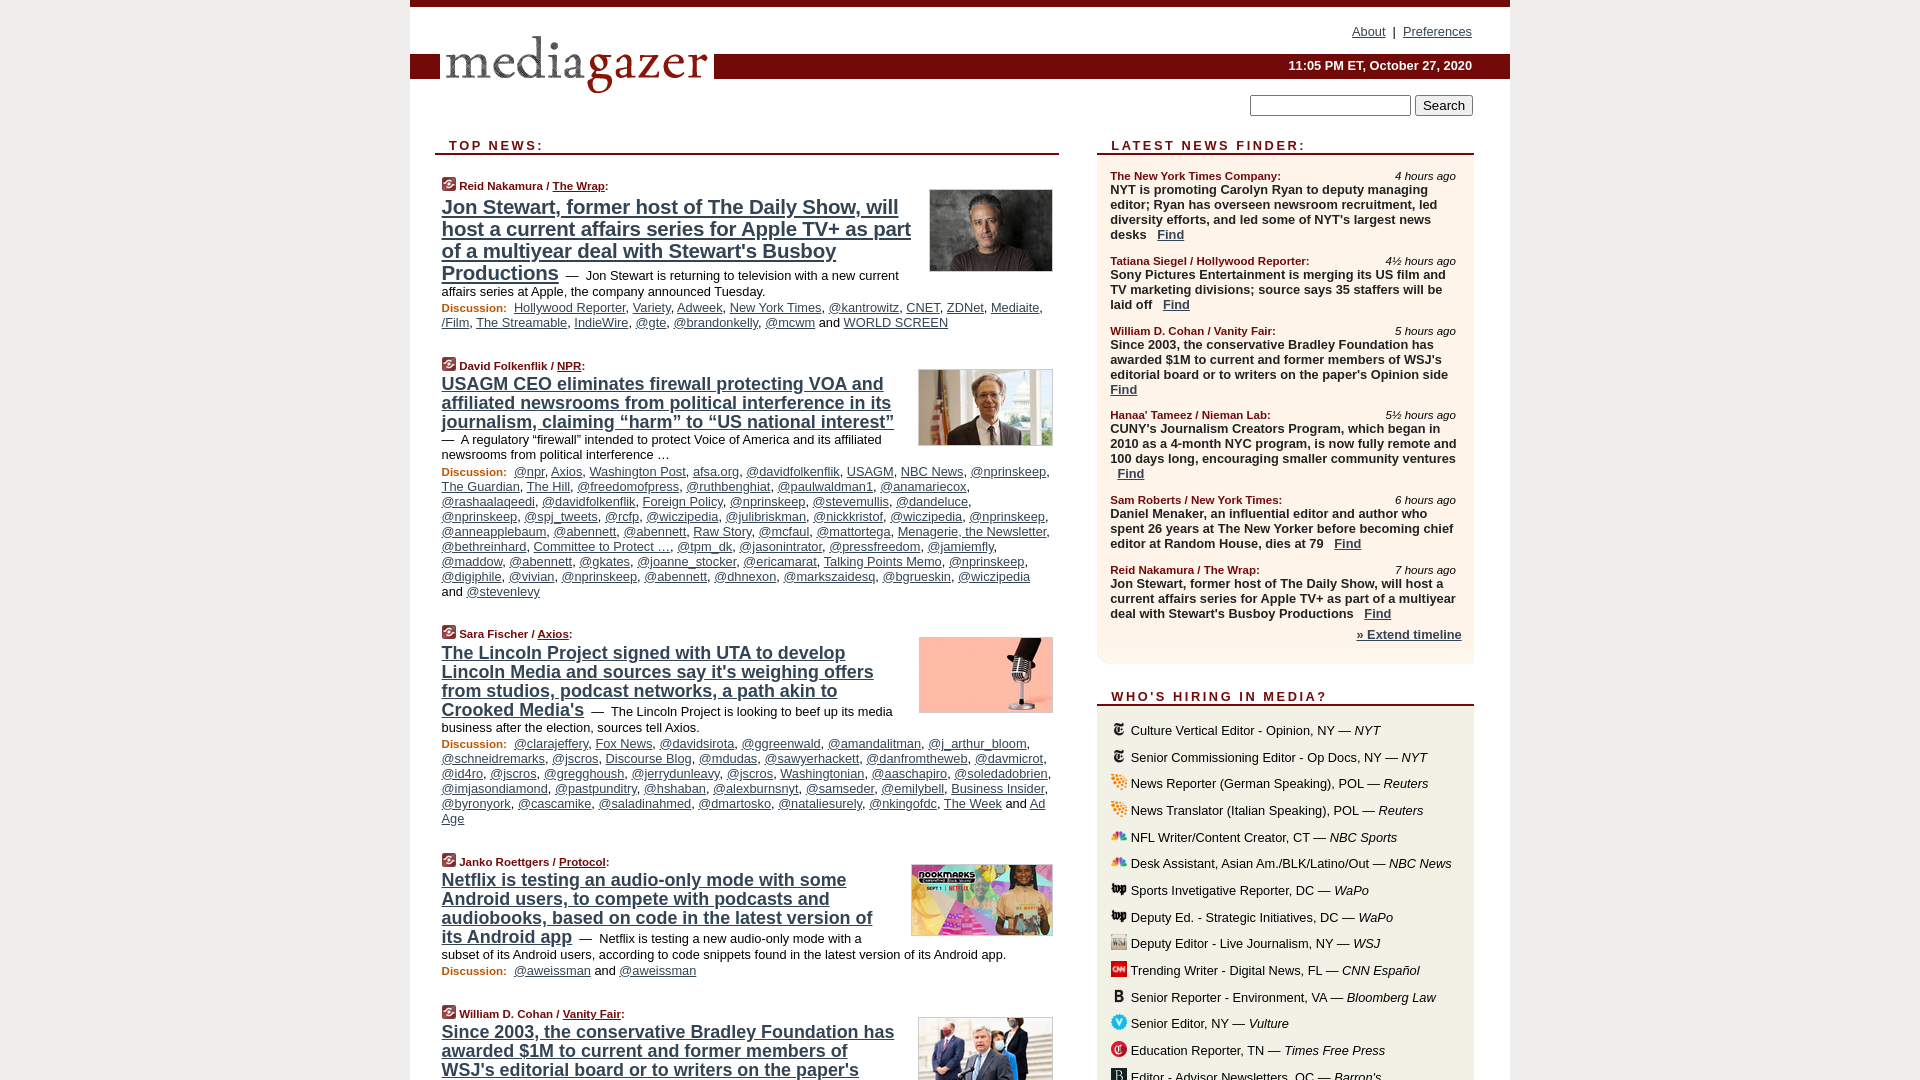 About | Preferences
mediagazer
11:05 PM ET, October 27, 2020
Search
TOP NEWS:
Reid Nakamura / The Wrap:
Jon Stewart, former host of The Daily Show, will
host a current affairs series for Apple TV+ as part
of a multiyear deal with Stewart's Busboy
Productions — Jon Stewart is returning to television with a new current
affairs series at Apple, the company announced Tuesday.
Discussion: Hollywood Reporter, Variety, Adweek, New York Times, @kantrowitz, CNET, ZDNet, Mediaite,
/Film, The Streamable, IndieWire, @gte, @brandonkelly, @mcwm and WORLD SCREEN
David Folkenflik / NPR:
USAGM CEO eliminates firewall protecting VOA and
affiliated newsrooms from political interference in its
journalism, claiming “harm” to “US national interest”
— A regulatory “firewall” intended to protect Voice of America and its affiliated
newsrooms from political interference …
Discussion: @npr, Axios, Washington Post, afsa.org, @davidfolkenflik, USAGM, NBC News, @nprinskeep,
The Guardian, The Hill, @freedomofpress, @ruthbenghiat, @paulwaldman1, @anamariecox,
@rashaalaqeedi, @davidfolkenflik, Foreign Policy, @nprinskeep, @stevemullis, @dandeluce,
@nprinskeep, @spj_tweets, @rcfp, @wiczipedia, @julibriskman, @nickkristof, @wiczipedia, @nprinskeep,
@anneapplebaum, @abennett, @abennett, Raw Story, @mcfaul, @mattortega, Menagerie, the Newsletter,
@bethreinhard, Committee to Protect …, @tpm_dk, @jasonintrator, @pressfreedom, @jamiemfly,
@maddow, @abennett, @gkates, @joanne_stocker, @ericamarat, Talking Points Memo, @nprinskeep,
@digiphile, @vivian, @nprinskeep, @abennett, @dhnexon, @markszaidesq, @bgrueskin, @wiczipedia
and @stevenlevy
Sara Fischer / Axios:
The Lincoln Project signed with UTA to develop
Lincoln Media and sources say it's weighing offers
from studios, podcast networks, a path akin to
Crooked Media's — The Lincoln Project is looking to beef up its media
business after the election, sources tell Axios.
Discussion: @clarajeffery, Fox News, @davidsirota, @ggreenwald, @amandalitman, @j_arthur_bloom,
@schneidremarks, @jscros, Discourse Blog, @mdudas, @sawyerhackett, @danfromtheweb, @davmicrot,
@id4ro, @jscros, @gregghoush, @jerrydunleavy, @jscros, Washingtonian, @aaschapiro, @soledadobrien,
@imjasondiamond, @pastpunditry, @hshaban, @alexburnsnyt, @samseder, @emilybell, Business Insider,
@byronyork, @cascamike, @saladinahmed, @dmartosko, @nataliesurely, @nkingofdc, The Week and Ad
Age
Janko Roettgers / Protocol:
BOOKMARKS
SEPT 1 | NETFLIX
Netflix is testing an audio-only mode with some
Android users, to compete with podcasts and
audiobooks, based on code in the latest version of
its Android app — Netflix is testing a new audio-only mode with a
subset of its Android users, according to code snippets found in the latest version of its Android app.
Discussion: @aweissman and @aweissman
William D. Cohan / Vanity Fair:
Since 2003, the conservative Bradley Foundation has
awarded $1M to current and former members of
WSJ's editorial board or to writers on the paper's
LATEST NEWS FINDER:
The New York Times Company: 4 hours ago
NYT is promoting Carolyn Ryan to deputy managing
editor; Ryan has overseen newsroom recruitment, led
diversity efforts, and led some of NYT's largest news
desks Find
Tatiana Siegel / Hollywood Reporter: 4½ hours ago
Sony Pictures Entertainment is merging its US film and
TV marketing divisions; source says 35 staffers will be
laid off Find
William D. Cohan / Vanity Fair: 5 hours ago
Since 2003, the conservative Bradley Foundation has
awarded $1M to current and former members of WSJ's
editorial board or to writers on the paper's Opinion side
Find
Hanaa' Tameez / Nieman Lab: 5½ hours ago
CUNY's Journalism Creators Program, which began in
2010 as a 4-month NYC program, is now fully remote and
100 days long, encouraging smaller community ventures
Find
Sam Roberts / New York Times: 6 hours ago
Daniel Menaker, an influential editor and author who
spent 26 years at The New Yorker before becoming chief
editor at Random House, dies at 79 Find
Reid Nakamura / The Wrap: 7 hours ago
Jon Stewart, former host of The Daily Show, will host a
current affairs series for Apple TV+ as part of a multiyear
deal with Stewart's Busboy Productions Find
» Extend timeline
WHO'S HIRING IN MEDIA?
Culture Vertical Editor - Opinion, NY — NYT
Senior Commissioning Editor - Op Docs, NY — NYT
News Reporter (German Speaking), POL — Reuters
News Translator (Italian Speaking), POL — Reuters
NFL Writer/Content Creator, CT — NBC Sports
Desk Assistant, Asian Am./BLK/Latino/Out — NBC News
wp Sports Invetigative Reporter, DC — WaPo
wp Deputy Ed. - Strategic Initiatives, DC — WaPo
WSJ Deputy Editor - Live Journalism, NY — WSJ
CNN Trending Writer - Digital News, FL — CNN Español
B Senior Reporter - Environment, VA — Bloomberg Law
Senior Editor, NY — Vulture
Education Reporter, TN — Times Free Press
B Editor - Advisor Newsletters, OC — Barron's